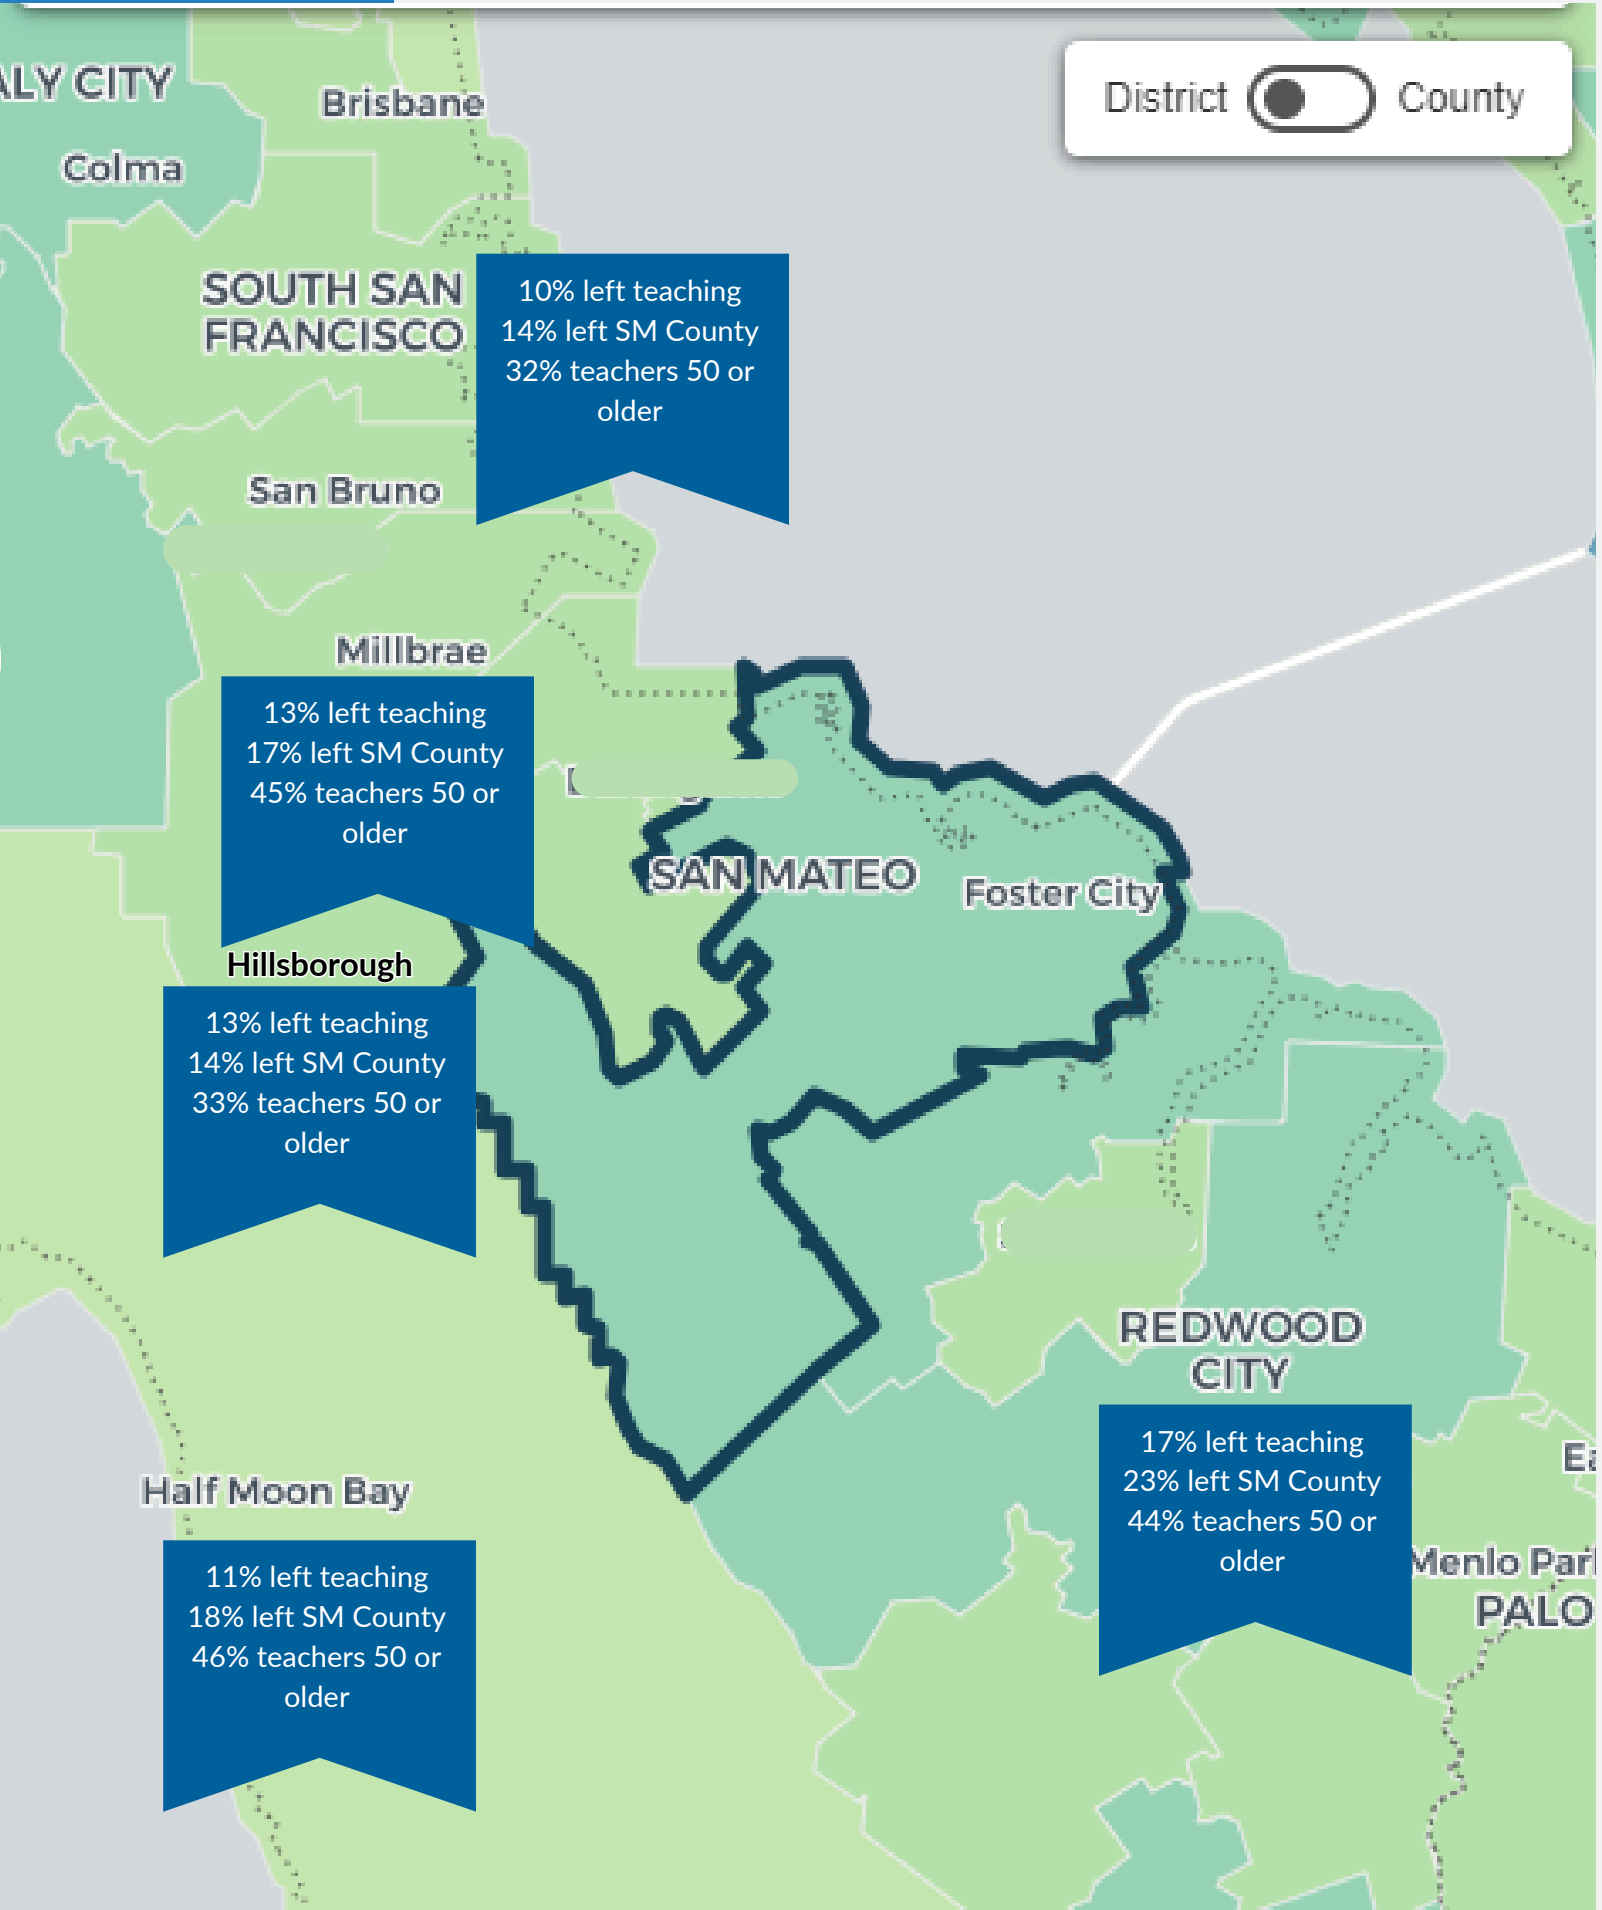 ALY CITY
Brisbane
District
County
Colma
SOUTH SAN
FRANCISCO
10% left teaching
14% left SM County
32% teachers 50 or
older
San Bruno
Millbrae
13% left teaching
17% left SM County
45% teachers 50 or
older
SAN MATEO
Foster City
Hillsborough
13% left teaching
14% left SM County
33% teachers 50 or
older
REDWOOD
CITY
Half Moon Bay
17% left teaching
23% left SM County
44% teachers 50 or
older
Ea
Menlo Par
PALO
11% left teaching
18% left SM County
46% teachers 50 or
older